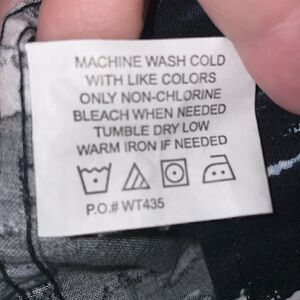 MACHINE WASH COLD
WITH LIKE COLORS
ONLY NON-CHLORINE
BLEACH WHEN NEEDED
TUMBLE DRY LOW
WARM IRON IF NEEDED
P.O.# WT435